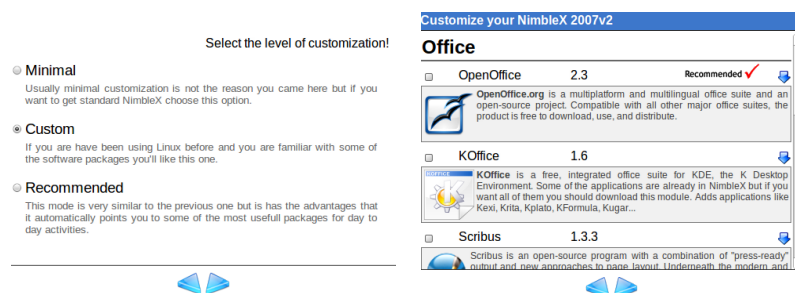 Select the level of customization!
Minimal
Usually minimal customization is not the reason you came here but if you
want to get standard NimbleX choose this option.
Custom
If you are have been using Linux before and you are familiar with some of
the software packages you'll like this one.
Recommended
This mode is very similar to the previous one but is has the advantages that
it automatically points you to some of the most usefull packages for day to
day activities.
Customize your NimbleX 2007v2
Office
OpenOffice 2.3 Recommended
OpenOffice.org is a multiplatform and multilingual office suite and an
open-source project. Compatible with all other major office suites, the
product is free to download, use, and distribute.
KOffice 1.6
KOffice is a free, integrated office suite for KDE, the K Desktop
Environment. Some of the applications are already in NimbleX but if you
want all of them you should download this module. Adds applications like
Kexi, Krita, Kplato, KFormula, Kugar...
Scribus 1.3.3
Scribus is an open-source program with a combination of "press-ready"
output and new approaches to page layout. Underneath the modern and